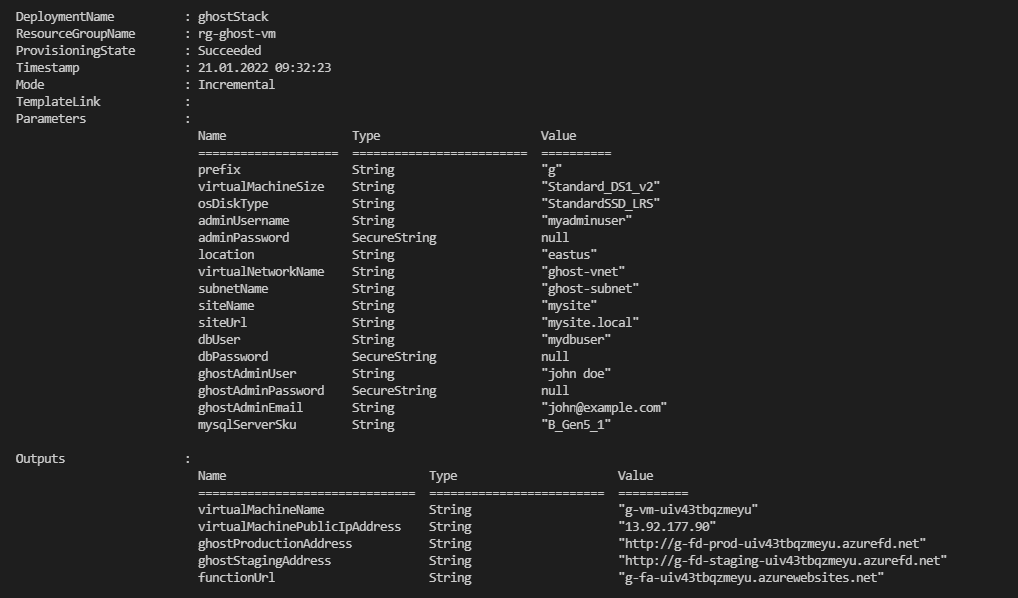 DeploymentName : ghostStack
ResourceGroupName : rg-ghost-vm
ProvisioningState : Succeeded
Timestamp : 21.01.2022 09:32:23
Mode : Incremental
TemplateLink :
Parameters :
Name Type Value
==================== ========================= ==========
prefix String "g"
virtualMachineSize String "Standard_DS1_v2"
osDiskType String "StandardSSD_LRS"
adminUsername String "myadminuser"
adminPassword SecureString null
location String "eastus"
virtualNetworkName String "ghost-vnet"
subnetName String "ghost-subnet"
siteName String "mysite"
siteUrl String "mysite.local"
dbUser String "mydbuser"
dbPassword SecureString null
ghostAdminUser String "john doe"
ghostAdminPassword SecureString null
ghostAdminEmail String "john@example.com"
mysqlServerSku String "B_Gen5_1"
Outputs :
Name Type Value
=============================== ========================= ==========
virtualMachineName String "g-vm-uiv43tbqzmeyu"
virtualMachinePublicIpAddress String "13.92.177.90"
ghostProductionAddress String "http://g-fd-prod-uiv43tbqzmeyu.azurefd.net"
ghostStagingAddress String "http://g-fd-staging-uiv43tbqzmeyu.azurefd.net"
functionUrl String "g-fa-uiv43tbqzmeyu.azurewebsites.net"